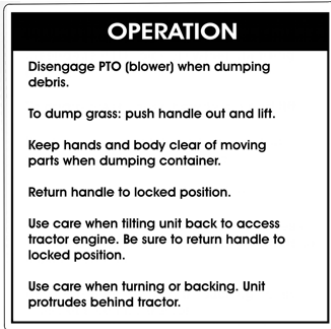 OPERATION
Disengage PTO (blower) when dumping
debris.
To dump grass: push handle out and lift.
Keep hands and body clear of moving
parts when dumping container.
Return handle to locked position.
Use care when tilting unit back to access
tractor engine. Be sure to return handle to
locked position.
Use care when turning or backing. Unit
protrudes behind tractor.